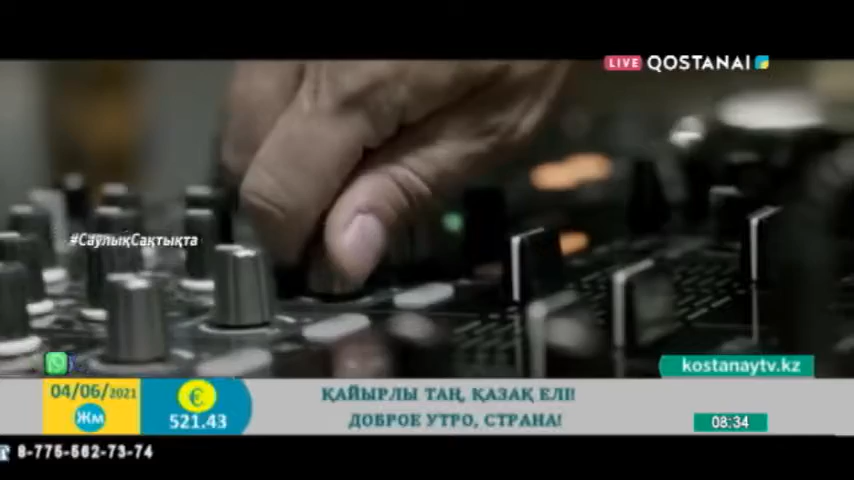 LIVE QOSTANAI
#СаулықСақтықта
kostanaytv.kz
04/06/2021
Жм
€
521.43
ҚАЙЫРЛЫ ТАҢ, ҚАЗАҚ ЕЛІ!
ДОБРОЕ УТРО, СТРАНА!
08:34
8-775-562-73-74